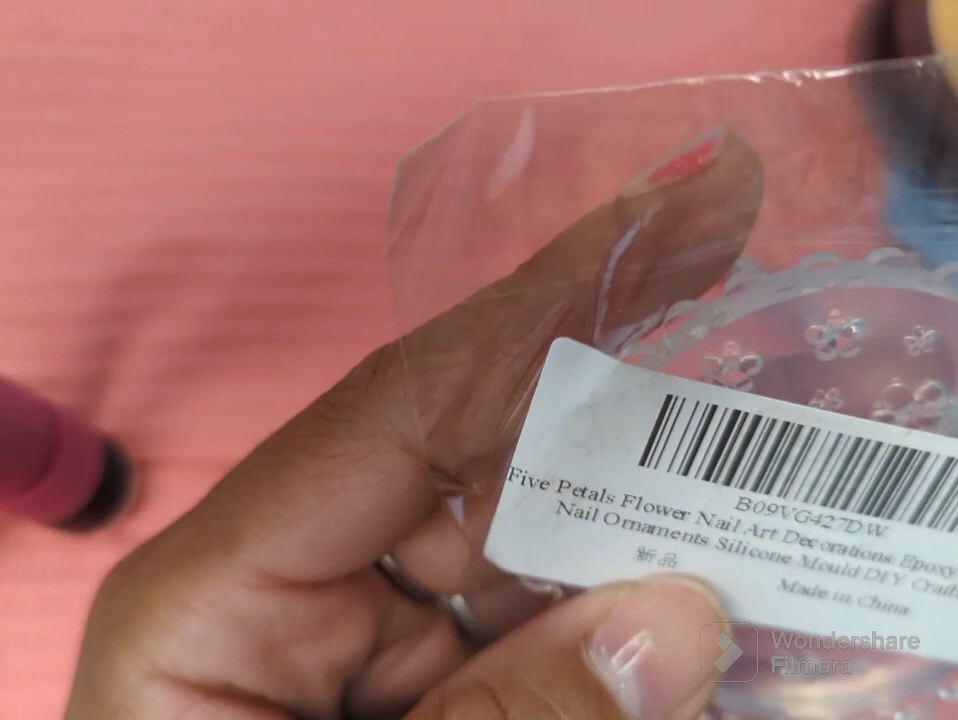 B09VG427DW
Five Petals Flower Nail Art Decorations Epoxy
Nail Ornaments Silicone Mould DIY Craft
新品
Made in China
Wondershare
Filmora